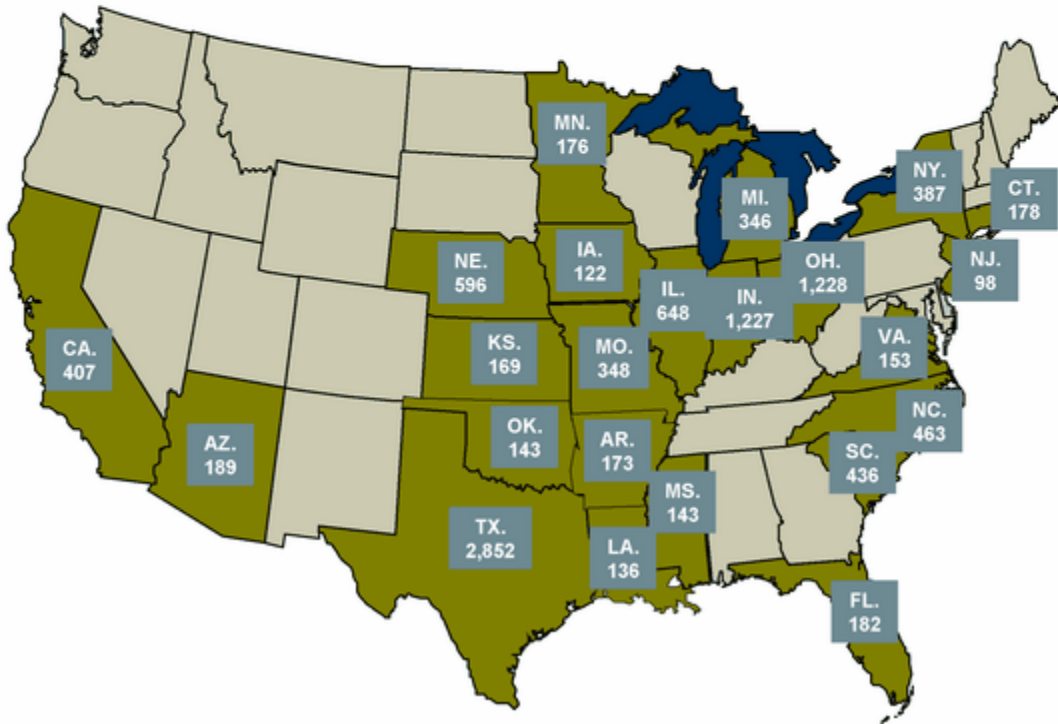 MN.
176
NY.
387
CT.
178
MI.
346
NE.
596
IA.
122
OH.
1,228
NJ.
98
IL.
648
IN.
1,227
CA.
407
KS.
169
MO.
348
VA.
153
AZ.
189
OK.
143
AR.
173
NC.
463
SC.
436
MS.
143
TX.
2,852
LA.
136
FL.
182